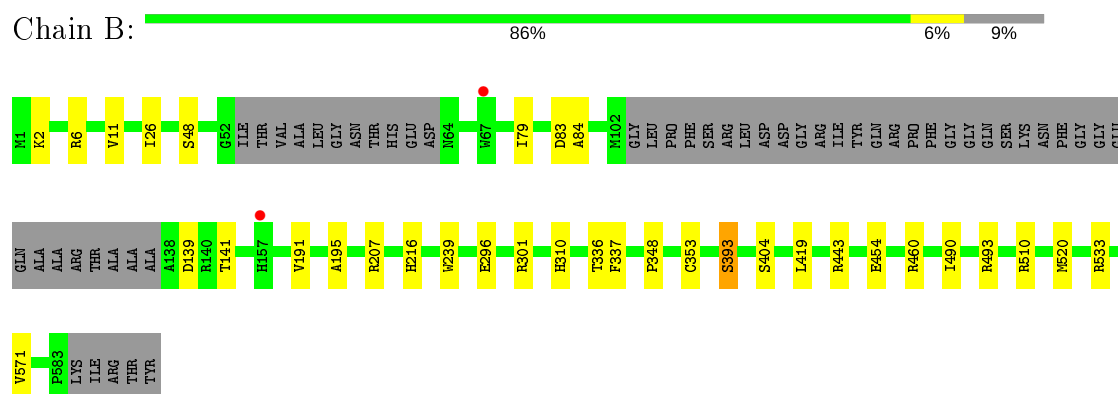 Chain B:
86% 6% 9%
M1 K2 R6 V11 I26 S48 G52 ILE THR VAL ALA LEU GLY ASN THR HIS GLU ASP N64 W67 I79 D83 A84 M102 GLY LEU PRO PHE SER ARG LEU ASP ASP GLY ARG ILE TYR GLN ARG PRO PHE GLY GLY GLN SER LYS ASN PHE GLY GLY
GLN ALA ALA ARG THR ALA ALA ALA A138 D139 R140 T141 H157 V191 A195 R207 H216 W239 E296 R301 H310 T336 F337 P348 C353 S393 S404 L419 R443 E454 R460 I490 R493 R510 M520 R533
V571 P583 LYS ILE ARG THR TYR